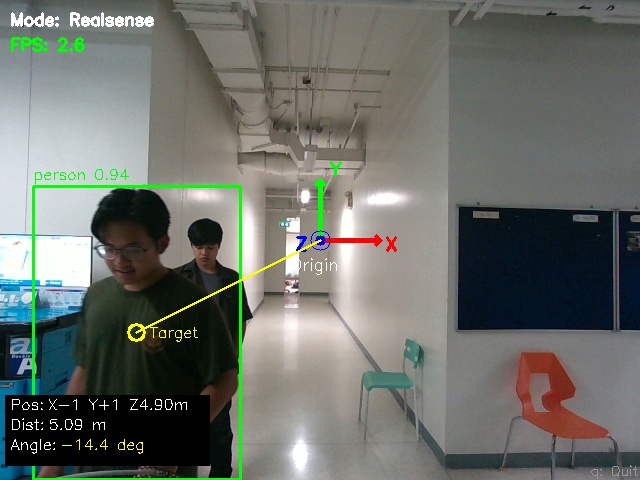 Mode: Realsense
FPS: 2.6
person 0.94
Y
Z
X
Origin
Target
A
Pos: X-1 Y+1 Z4.90m
Dist: 5.09 m
Angle: -14.4 deg
q: Quit